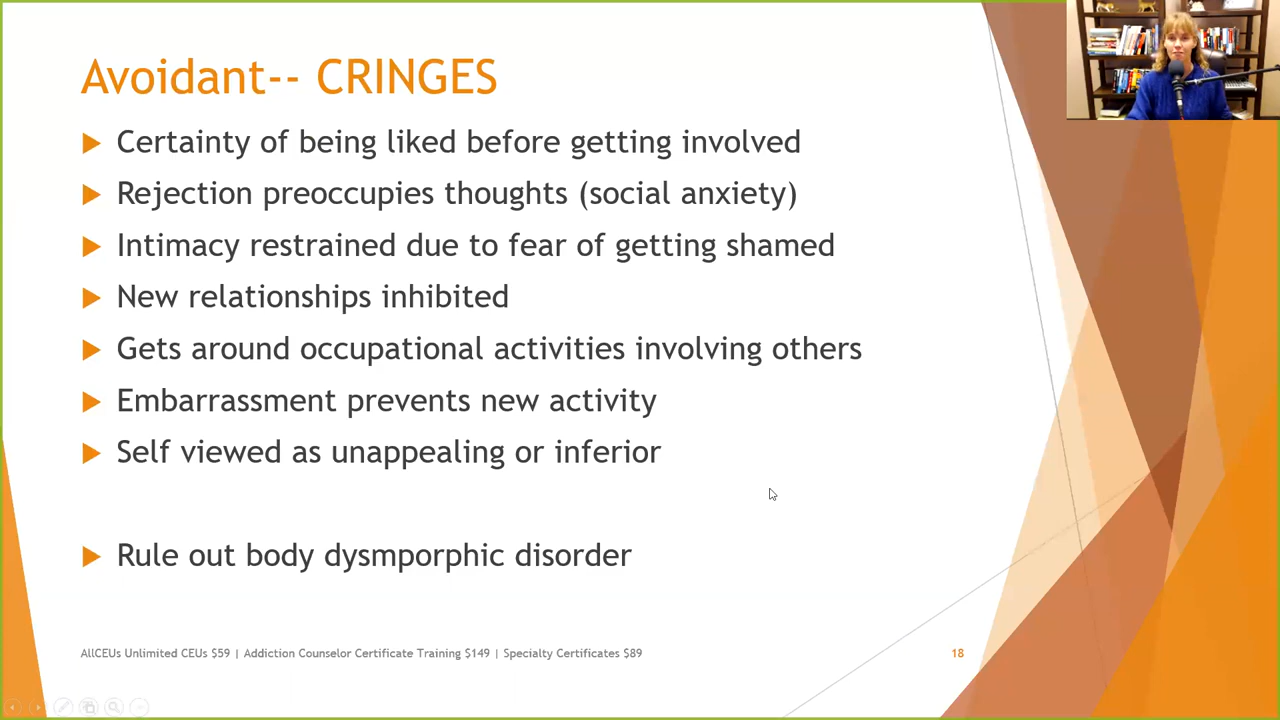 Avoidant-- CRINGES
Certainty of being liked before getting involved
Rejection preoccupies thoughts (social anxiety)
Intimacy restrained due to fear of getting shamed
New relationships inhibited
Gets around occupational activities involving others
Embarrassment prevents new activity
Self viewed as unappealing or inferior
Rule out body dysmporphic disorder
AllCEUs Unlimited CEUs $59 | Addiction Counselor Certificate Training $149 | Specialty Certificates $89
18